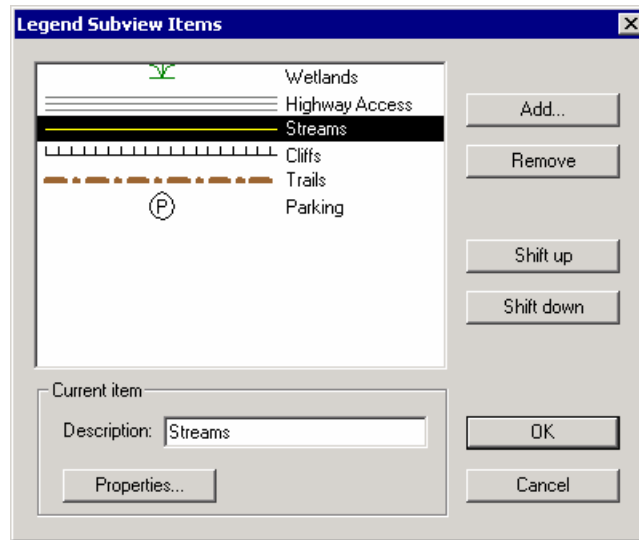 Legend Subview Items
Wetlands
Highway Access
Streams
Cliffs
Trails
P Parking
Add...
Remove
Shift up
Shift down
Current item
Description: Streams
Properties...
OK
Cancel